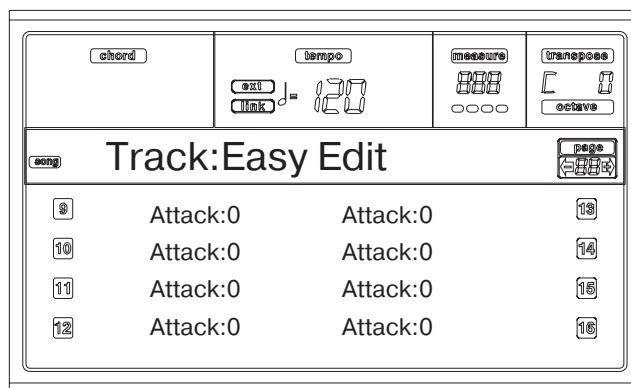 chord tempo measure transpose
ext ♩= 120 888 C 0
link octave
song Track:Easy Edit page
88
9 Attack:0 Attack:0 13
10 Attack:0 Attack:0 14
11 Attack:0 Attack:0 15
12 Attack:0 Attack:0 16